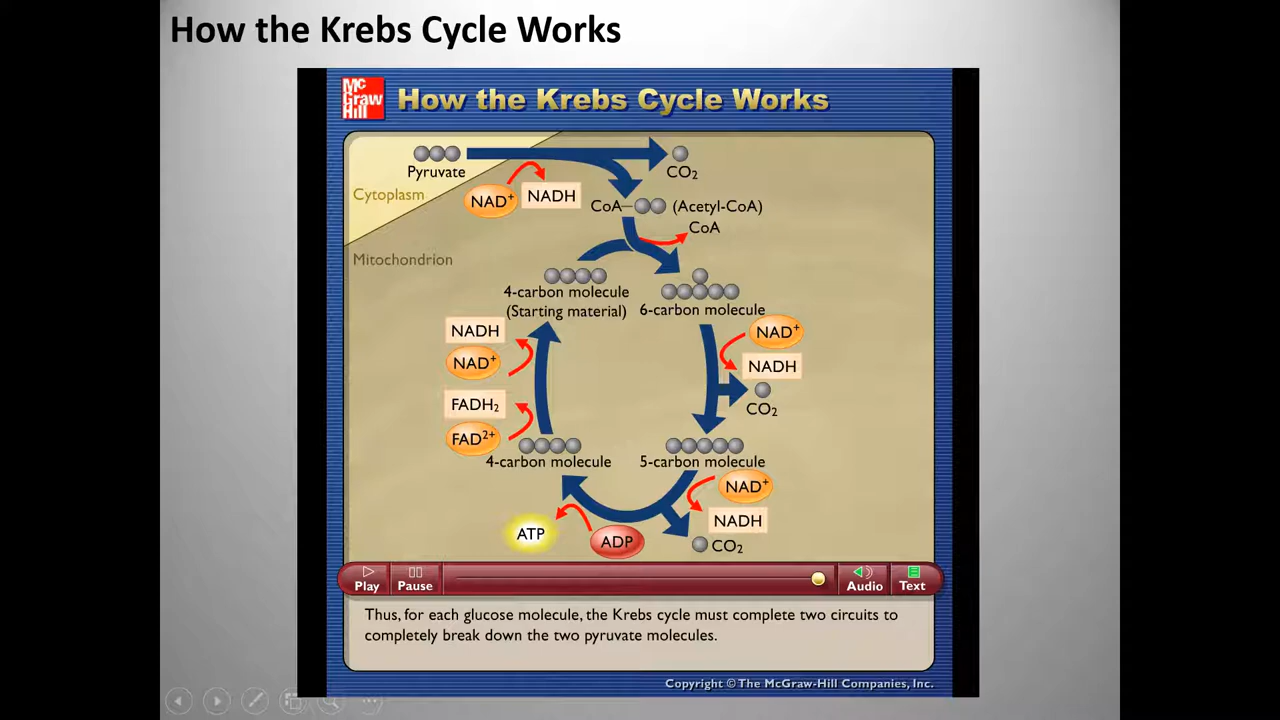 How the Krebs Cycle Works
Mc
Graw
Hill
How the Krebs Cycle Works
Pyruvate
CO₂
Cytoplasm
NAD⁺
NADH
CoA
(Acetyl-CoA)
CoA
Mitochondrion
4-carbon molecule
(Starting material)
6-carbon molecule
NADH
NAD⁺
NAD⁺
NADH
CO₂
FADH₂
FAD²⁺
4-carbon molecule
5-carbon molecule
NAD⁺
NADH
CO₂
ATP
ADP
Play
Pause
Audio
Text
Thus, for each glucose molecule, the Krebs cycle must complete two circuits to
completely break down the two pyruvate molecules.
Copyright © The McGraw-Hill Companies, Inc.